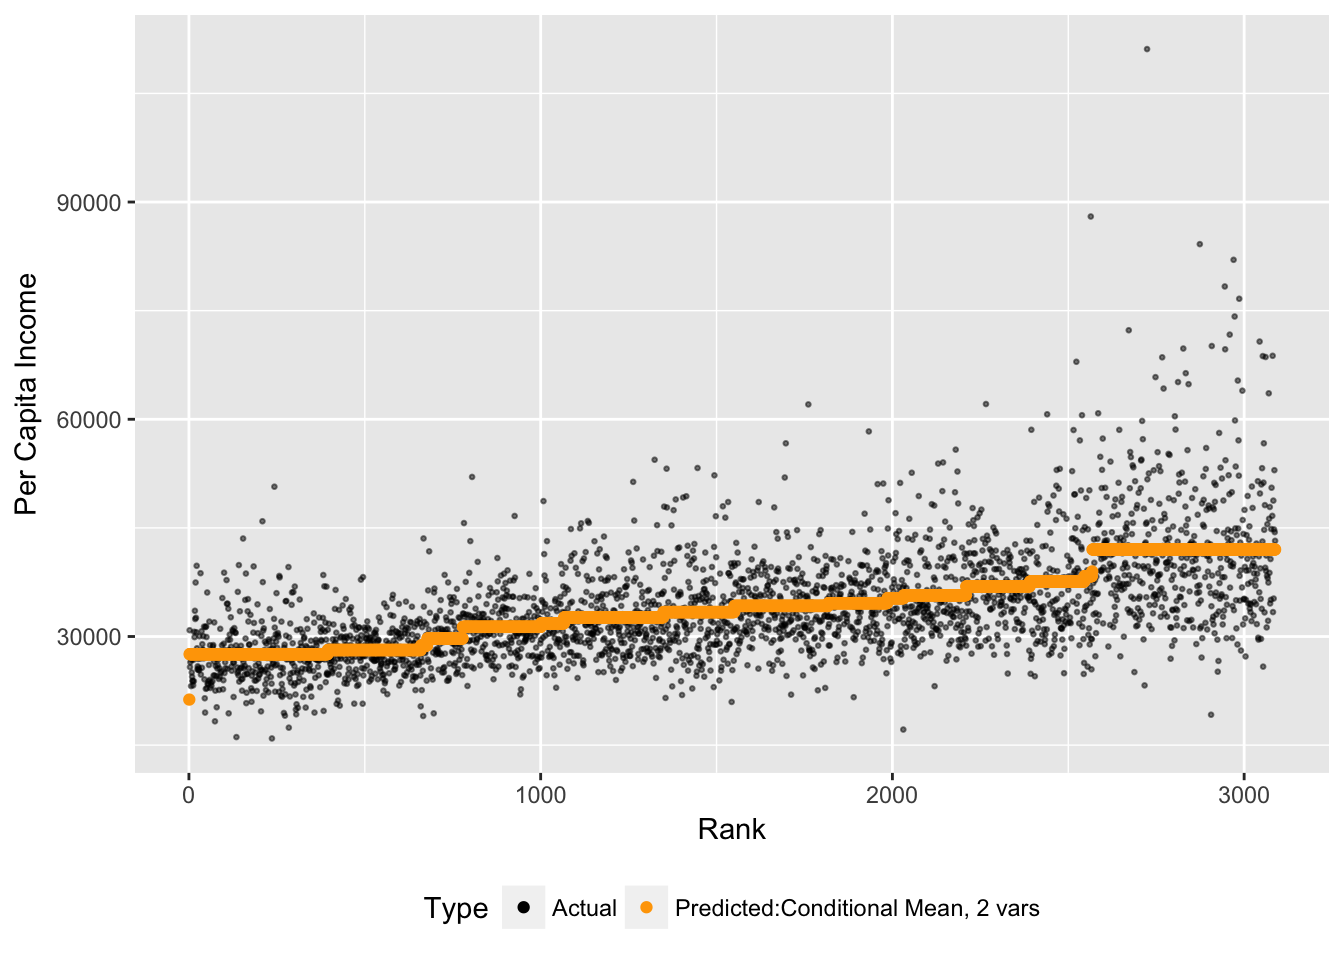 90000
60000
30000
Per Capita Income
0 1000 2000 3000
Rank
Type Actual Predicted:Conditional Mean, 2 vars